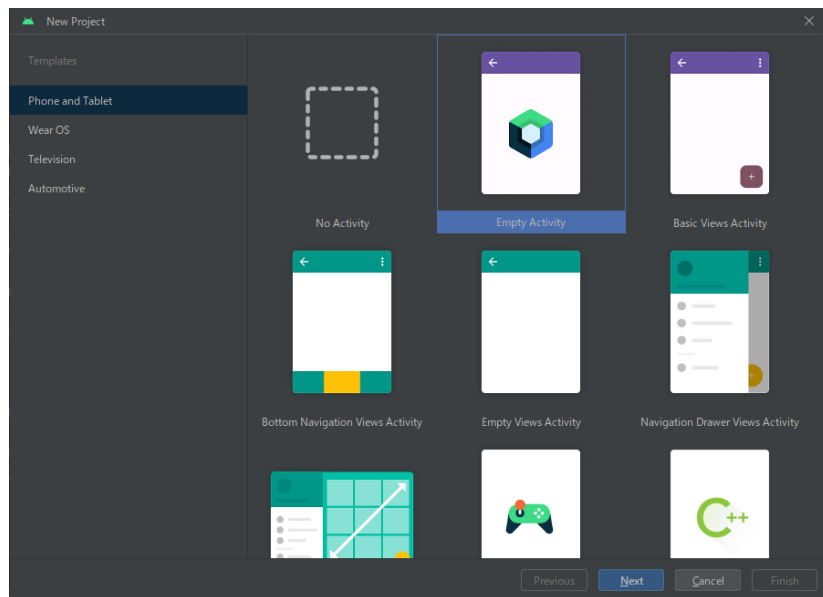 New Project
Templates
Phone and Tablet
Wear OS
Television
Automotive
No Activity
Empty Activity
Basic Views Activity
Bottom Navigation Views Activity
Empty Views Activity
Navigation Drawer Views Activity
C++
Previous
Next
Cancel
Finish